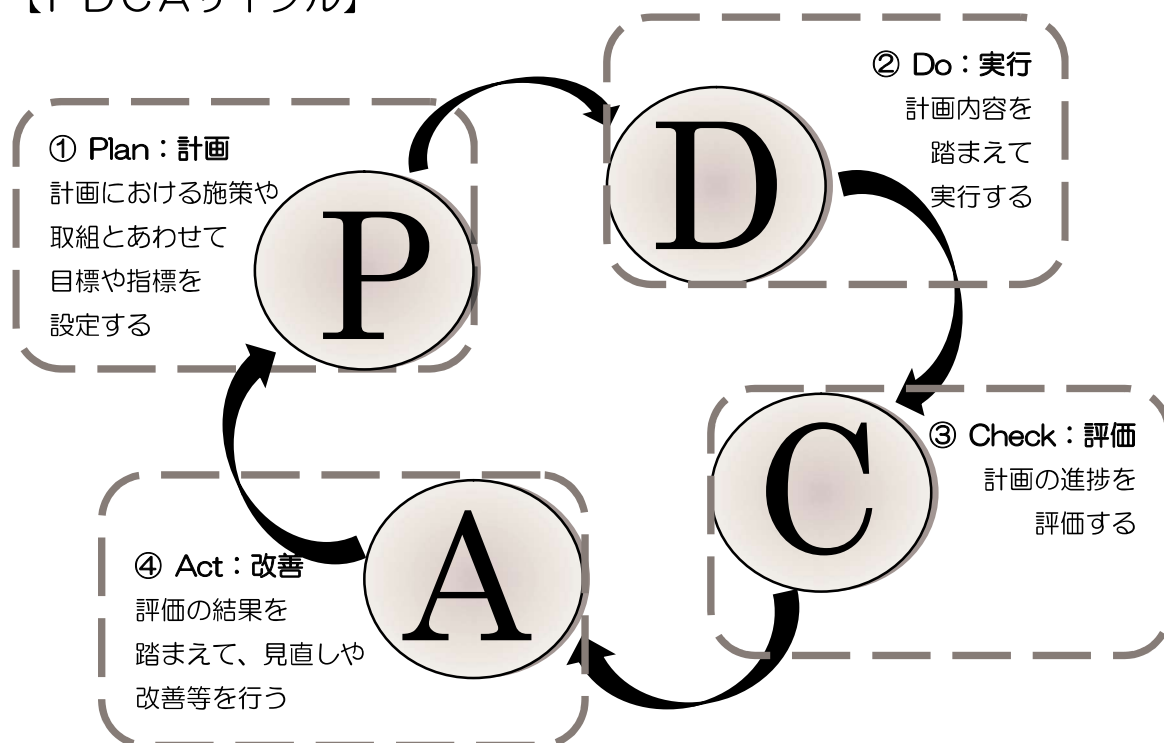 【PDCAサイクル】
① Plan：計画
計画における施策や
取組とあわせて
目標や指標を
設定する
P
② Do：実行
計画内容を
踏まえて
実行する
D
③ Check：評価
計画の進捗を
評価する
C
④ Act：改善
評価の結果を
踏まえて、見直しや
改善等を行う
A